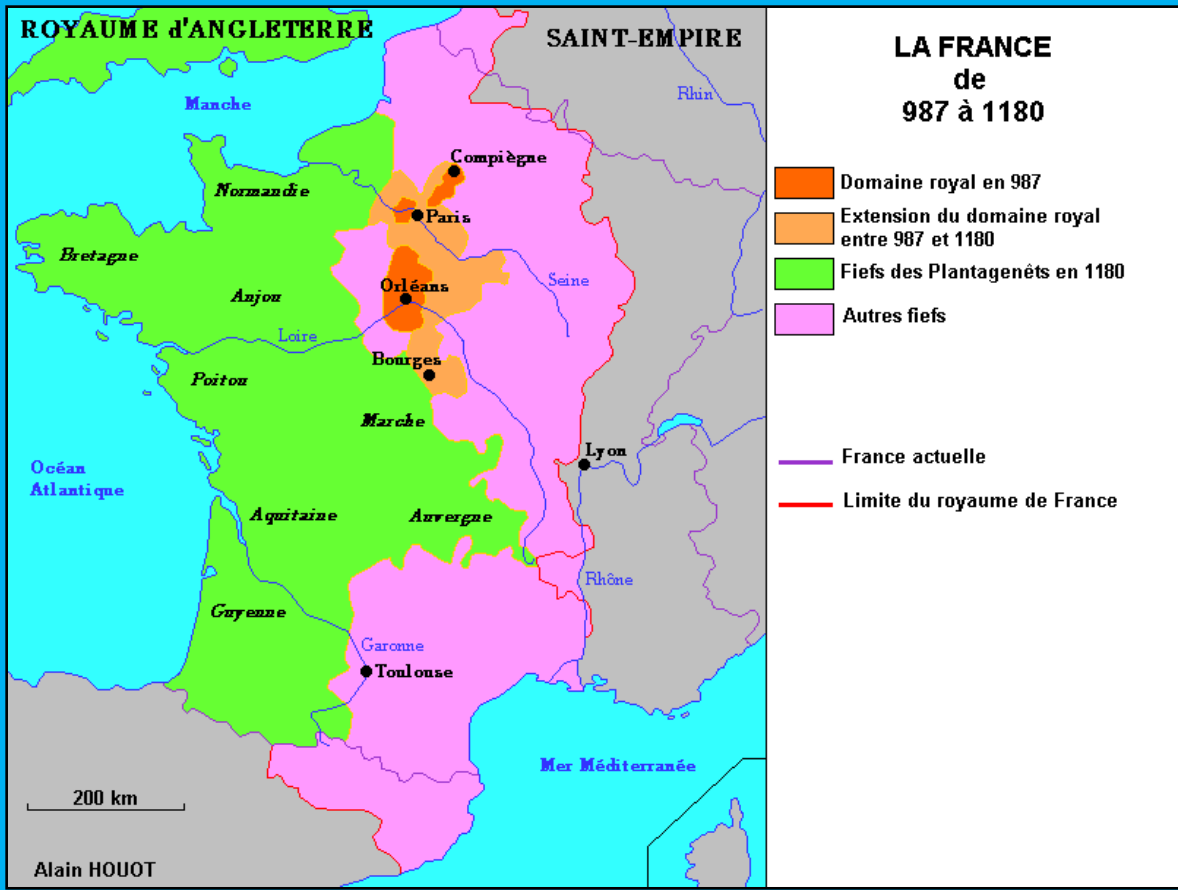 ROYAUME d'ANGLETERRE
SAINT-EMPIRE
Manche
Rhin
Compiègne
Normandie
Paris
Bretagne
Anjou
Orléans
Seine
Loire
Bourges
Poitou
Marche
Lyon
Océan
Atlantique
Aquitaine
Auvergne
Rhône
Guyenne
Garonne
Toulouse
Mer Méditerranée
200 km
Alain HOUOT
LA FRANCE
de
987 à 1180
Domaine royal en 987
Extension du domaine royal
entre 987 et 1180
Fiefs des Plantagenêts en 1180
Autres fiefs
France actuelle
Limite du royaume de France